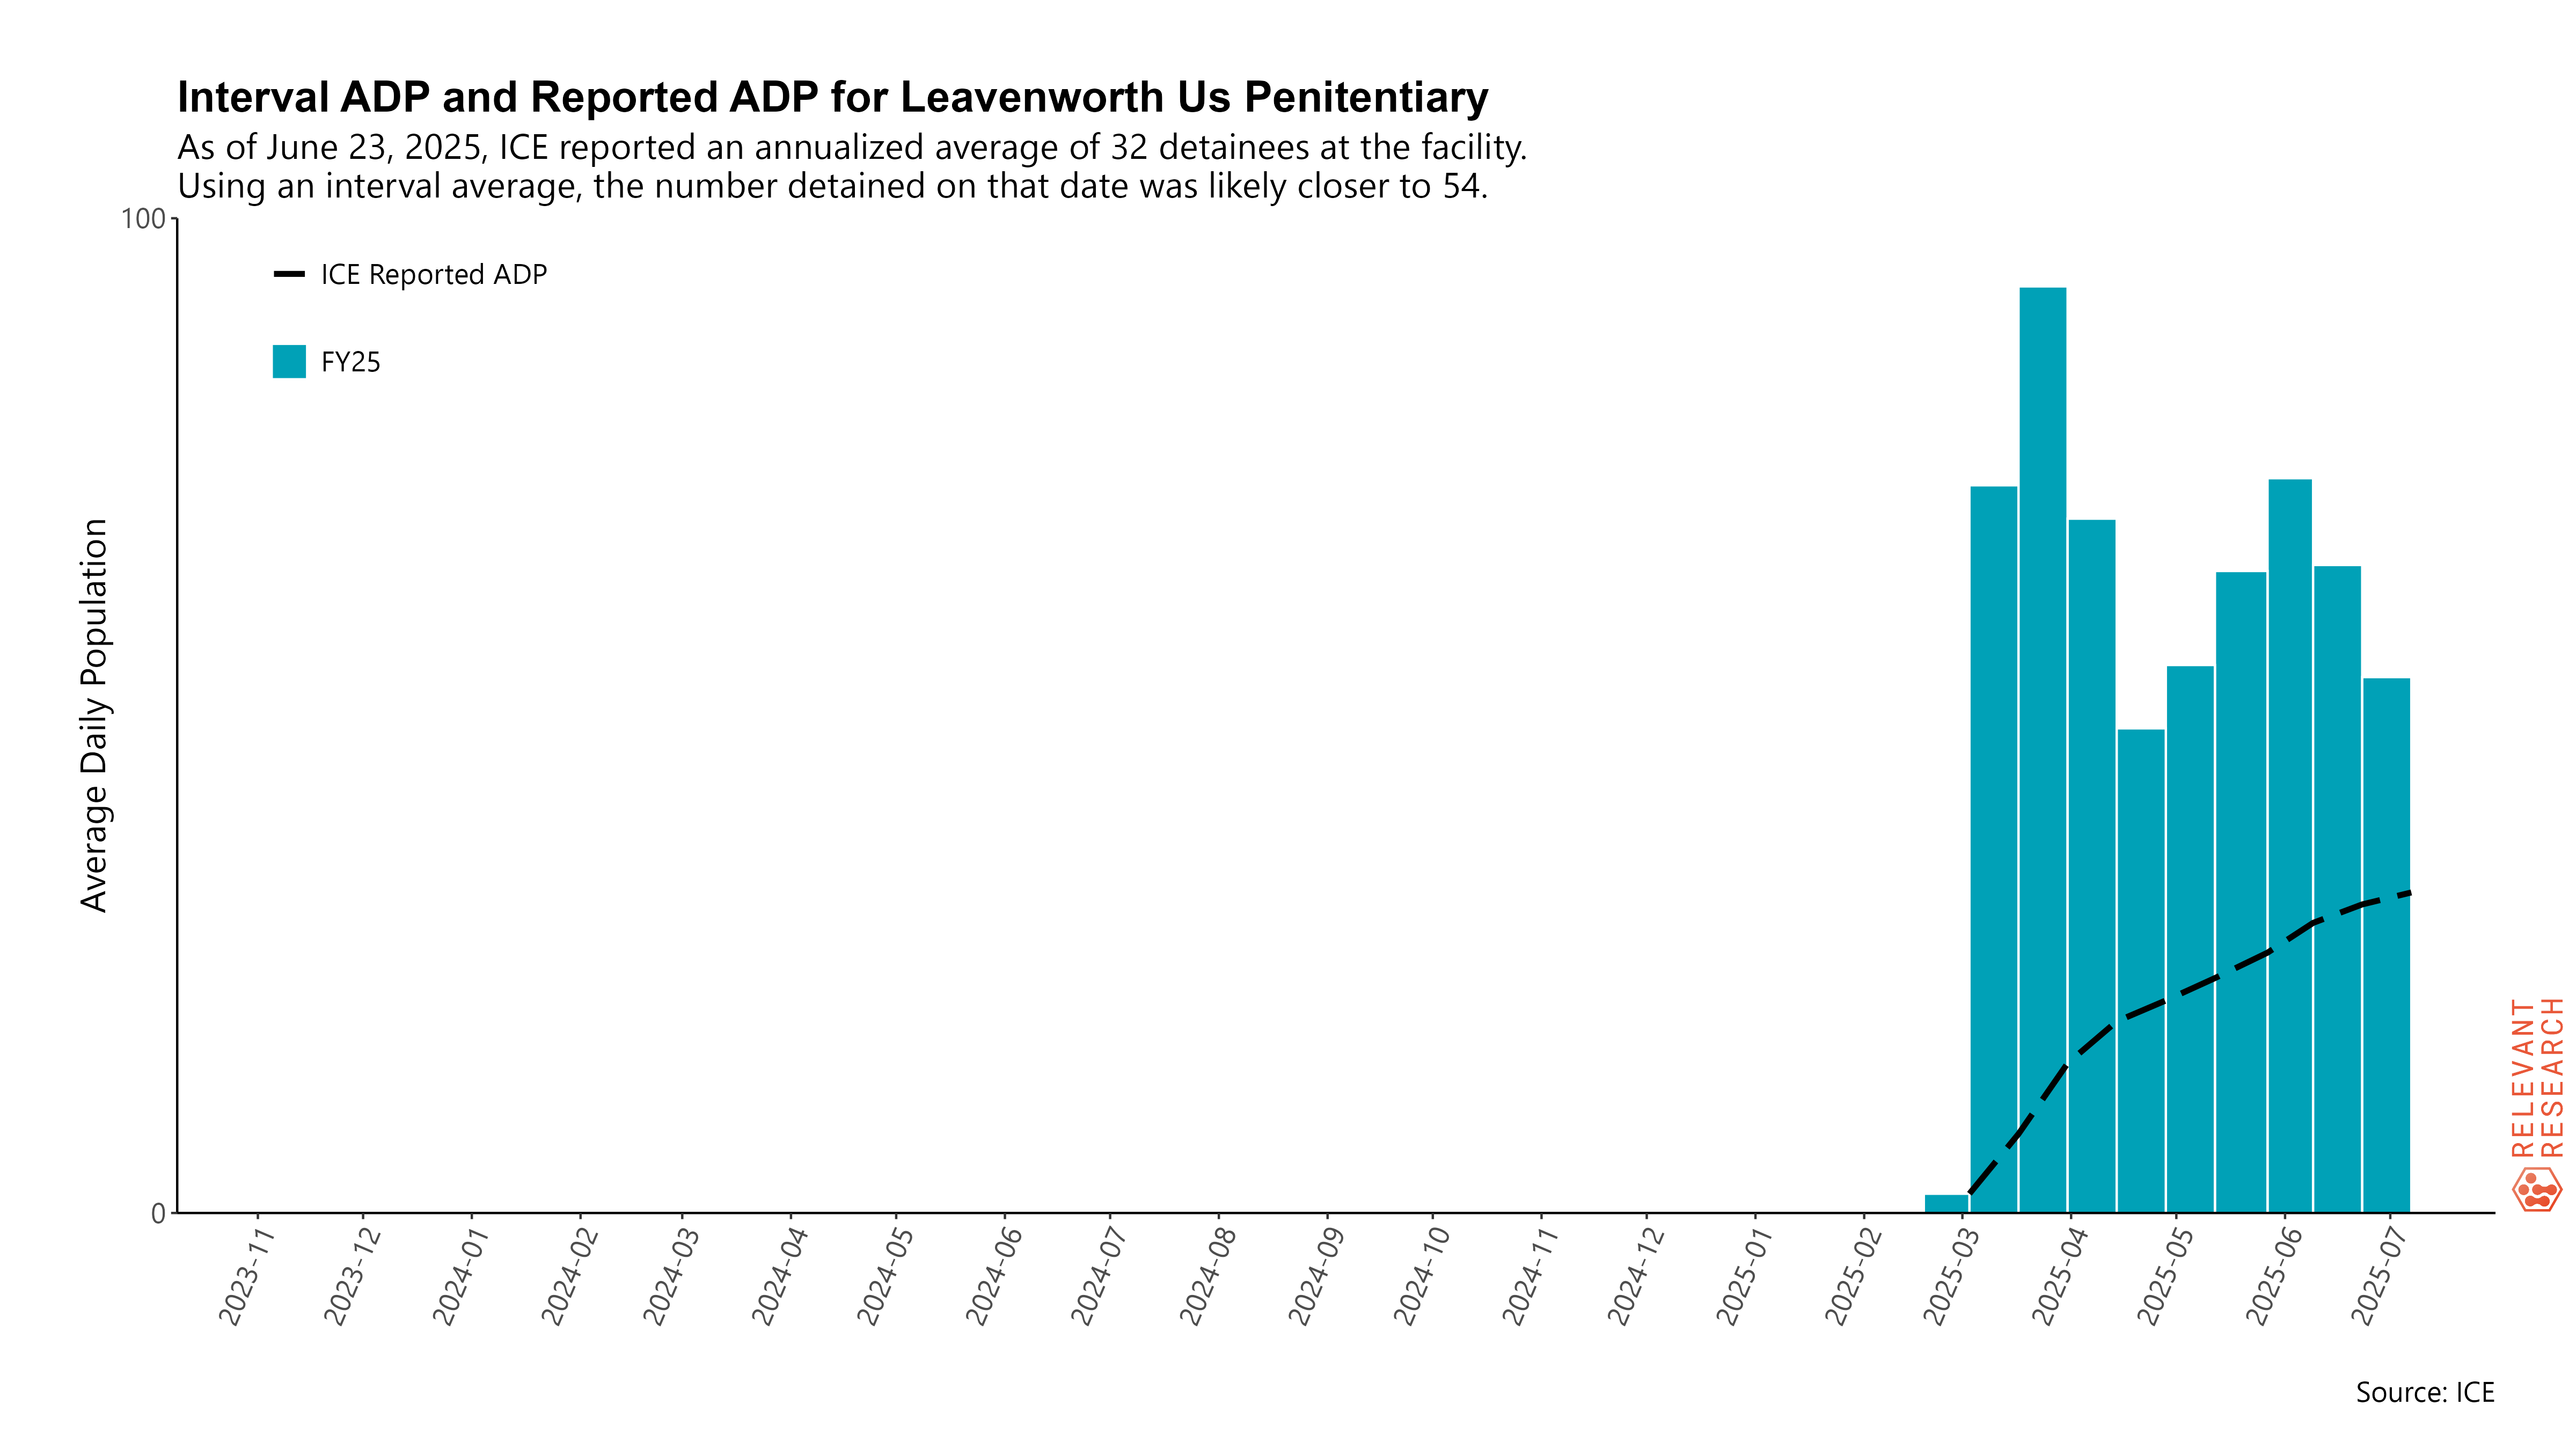 Interval ADP and Reported ADP for Leavenworth Us Penitentiary
As of June 23, 2025, ICE reported an annualized average of 32 detainees at the facility.
Using an interval average, the number detained on that date was likely closer to 54.
100
ICE Reported ADP
FY25
Average Daily Population
0
2023-11
2023-12
2024-01
2024-02
2024-03
2024-04
2024-05
2024-06
2024-07
2024-08
2024-09
2024-10
2024-11
2024-12
2025-01
2025-02
2025-03
2025-04
2025-05
2025-06
2025-07
RELEVANT
RESEARCH
Source: ICE